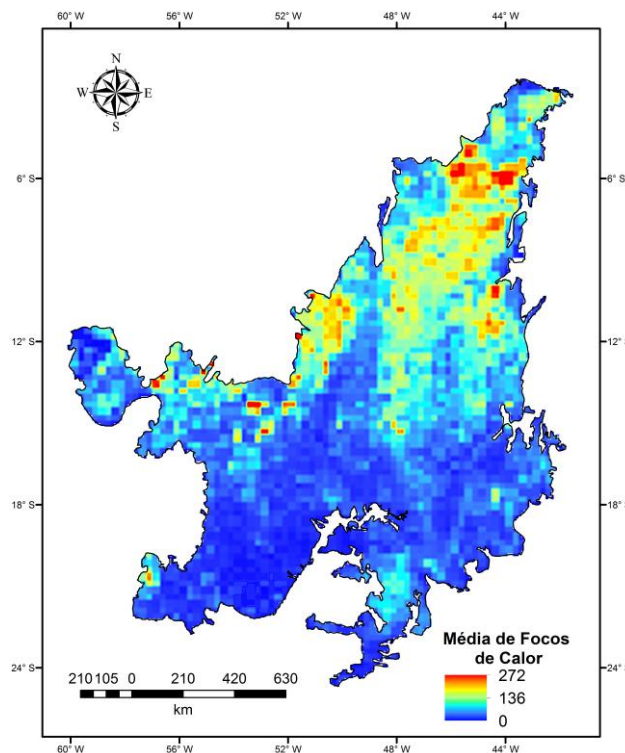 60° W 56° W 52° W 48° W 44° W
N
W E
S
6° S
6° S
12° S
12° S
18° S
18° S
24° S
24° S
210 105 0 210 420 630
km
Média de Focos
de Calor
272
136
0
60° W 56° W 52° W 48° W 44° W